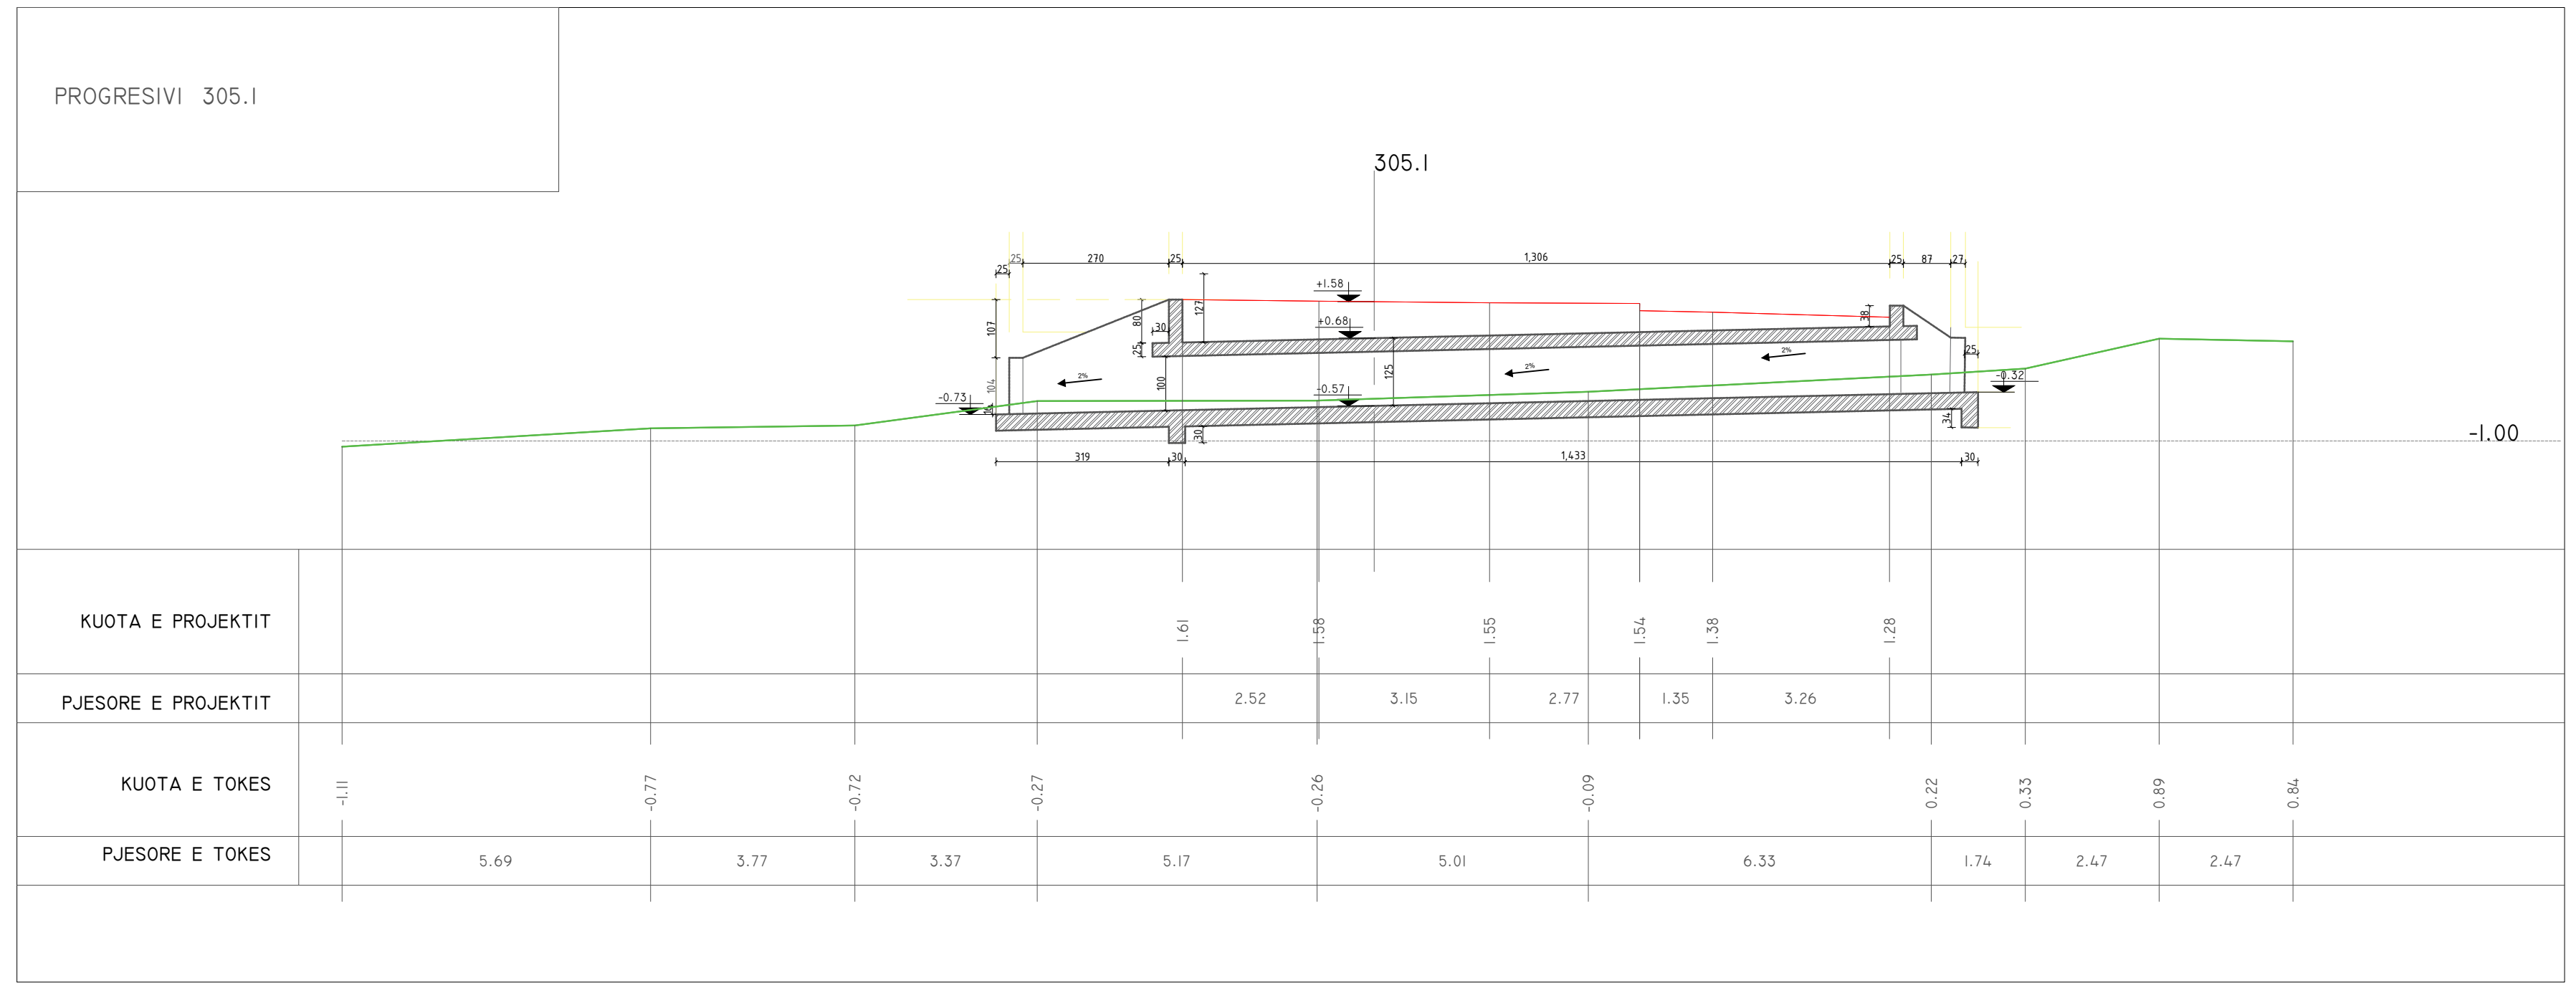 PROGRESIVI 305.1
305.1
25 25 270 25 1,306 25 87 27
+1.58
127
107 80 38
30 +0.68
25
2% 2% 2%
25
104 100 125
-0.73 -0.57 -0.32
16
30 34
-1.00
319 30 1,433 30
KUOTA E PROJEKTIT 1.61 1.58 1.55 1.54 1.38 1.28
PJESORE E PROJEKTIT 2.52 3.15 2.77 1.35 3.26
KUOTA E TOKES -1.11 -0.77 -0.72 -0.27 -0.26 -0.09 0.22 0.33 0.89 0.84
PJESORE E TOKES 5.69 3.77 3.37 5.17 5.01 6.33 1.74 2.47 2.47